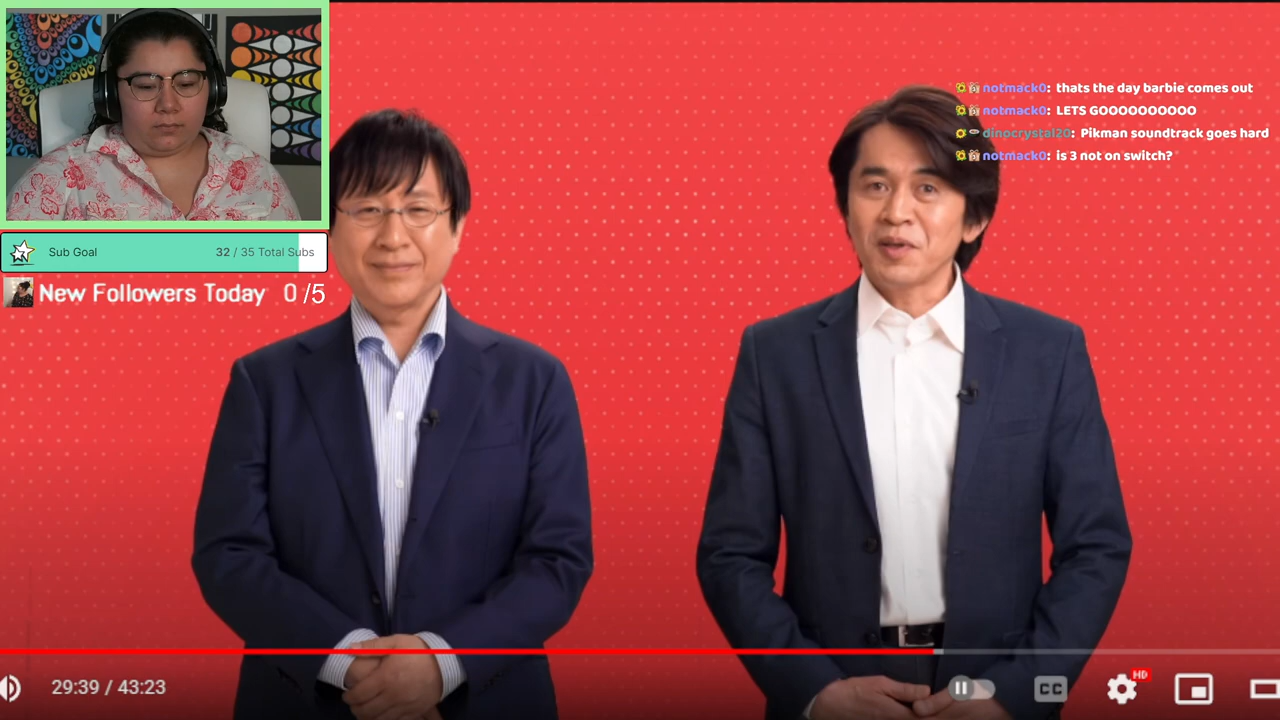 notmack0: thats the day barbie comes out
notmack0: LETS GOOOOOOOOOO
dinocrystal20: Pikman soundtrack goes hard
notmack0: is 3 not on switch?
Sub Goal 32 / 35 Total Subs
New Followers Today 0 /5
29:39 / 43:23
CC
HD